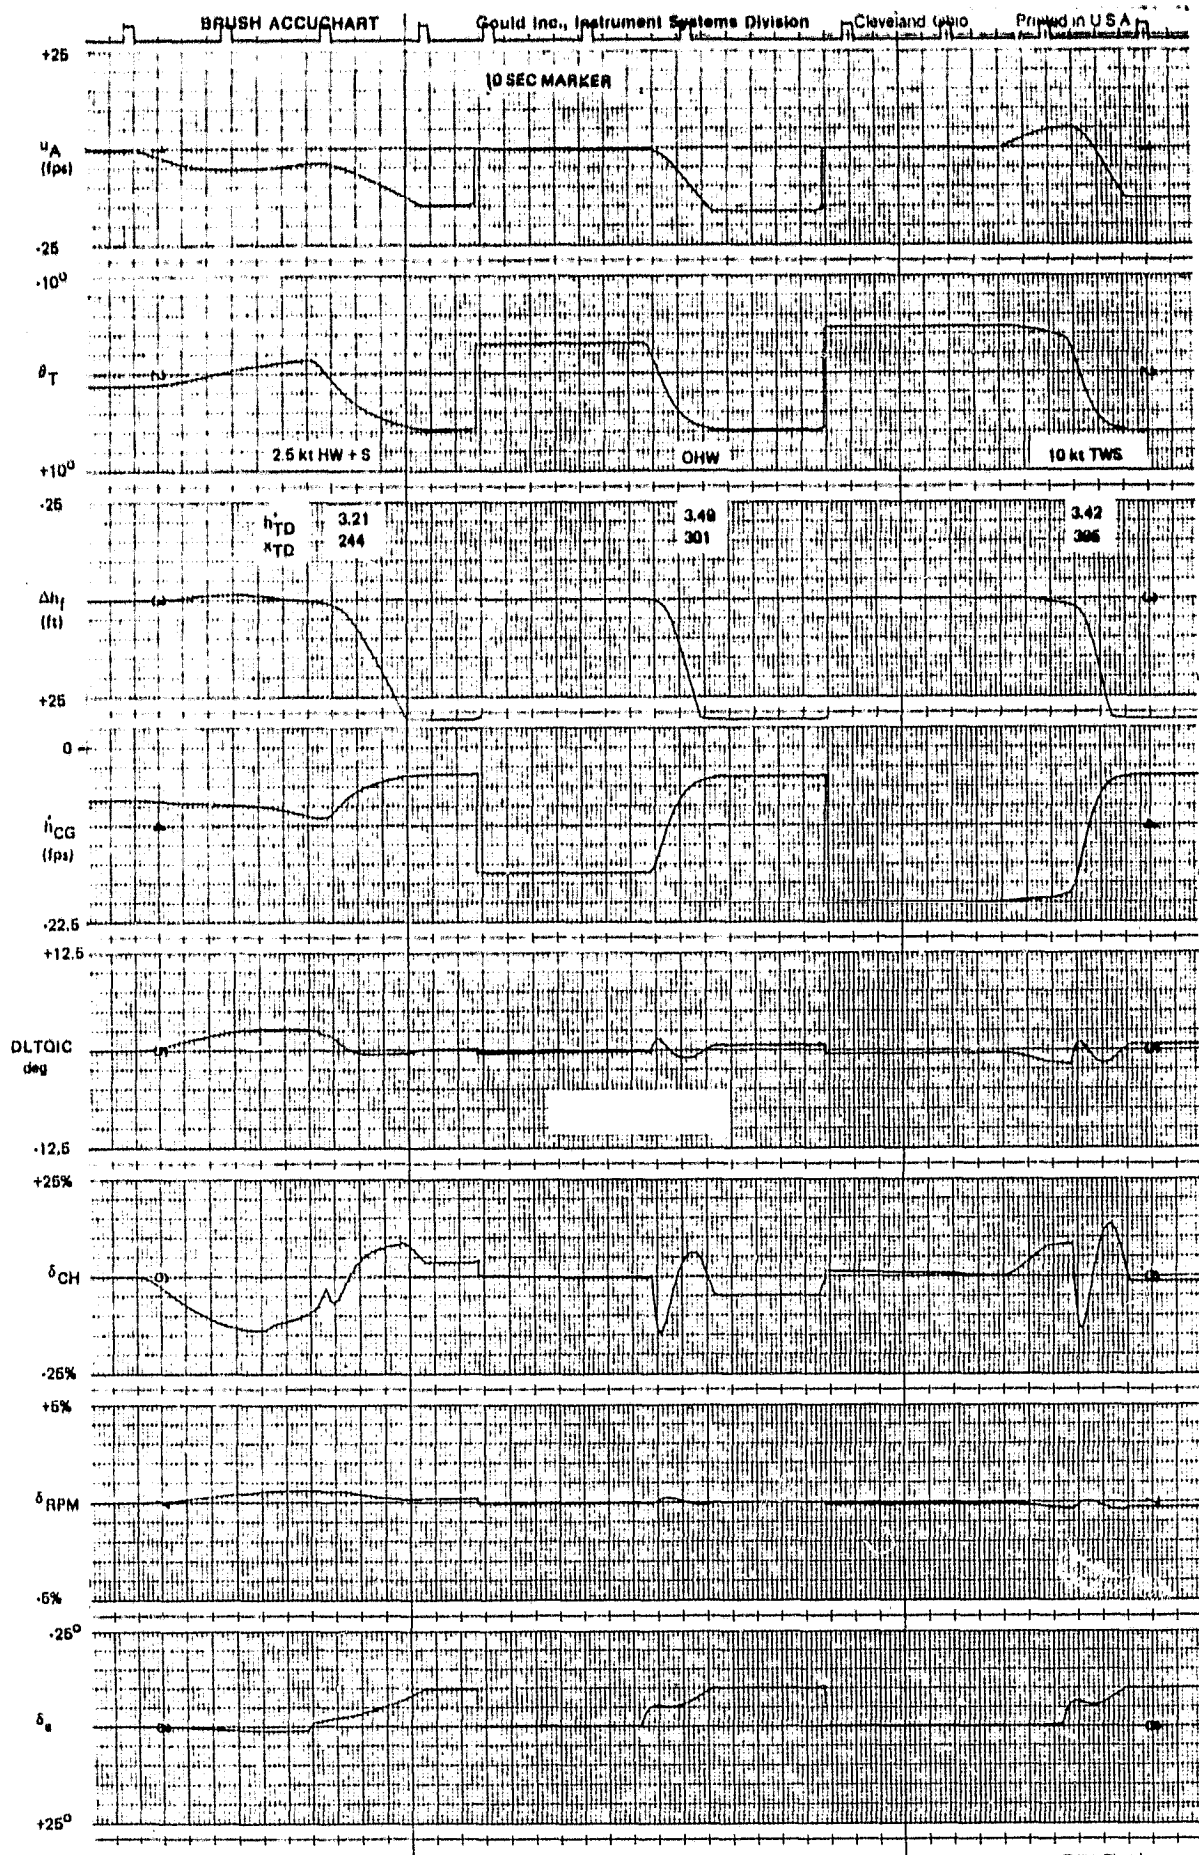 BRUSH ACCUCHART Gould Inc., Instrument Systems Division Cleveland Ohio Printed in U S A
+25
10 SEC MARKER
uA
(fps)
-25
-10°
θT
2.5 kt HW + S OHW 10 kt TWS
+10°
-25
ḣTD 3.21 3.49 3.42
xTD 244 301
Δhf
(ft)
+25
0
ḣCG
(fps)
-22.5
+12.5
DLTQIC
deg
-12.5
+25%
δCH
-25%
+5%
δRPM
-5%
-25°
δe
+25°